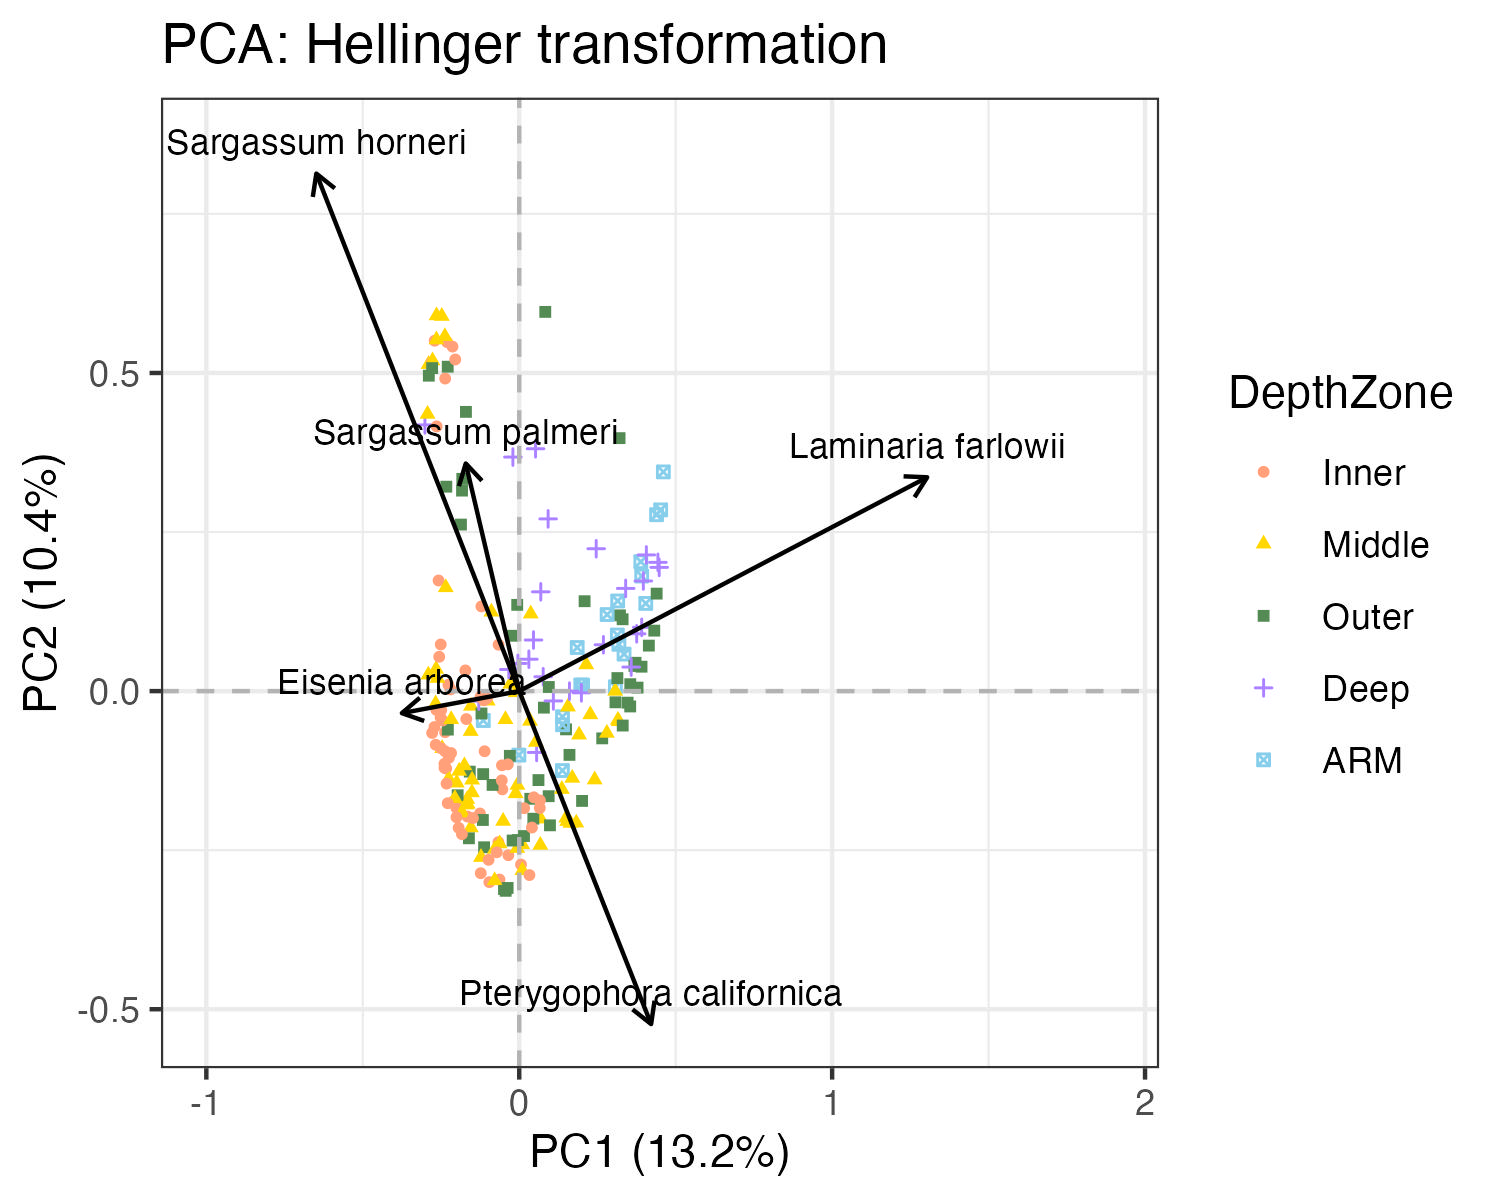 PCA: Hellinger transformation
Sargassum horneri
Sargassum palmeri
Laminaria farlowii
Eisenia arborea
Pterygophora californica
PC2 (10.4%)
0.5
0.0
-0.5
-1
0
1
2
PC1 (13.2%)
DepthZone
Inner
Middle
Outer
Deep
ARM